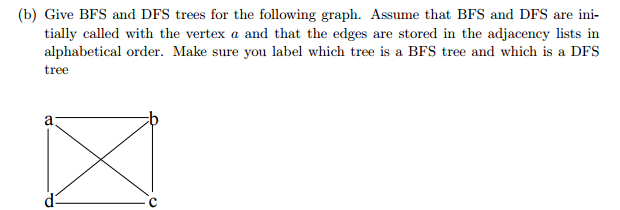 (b) Give BFS and DFS trees for the following graph. Assume that BFS and DFS are ini-
tially called with the vertex a and that the edges are stored in the adjacency lists in
alphabetical order. Make sure you label which tree is a BFS tree and which is a DFS
tree
a b
d c